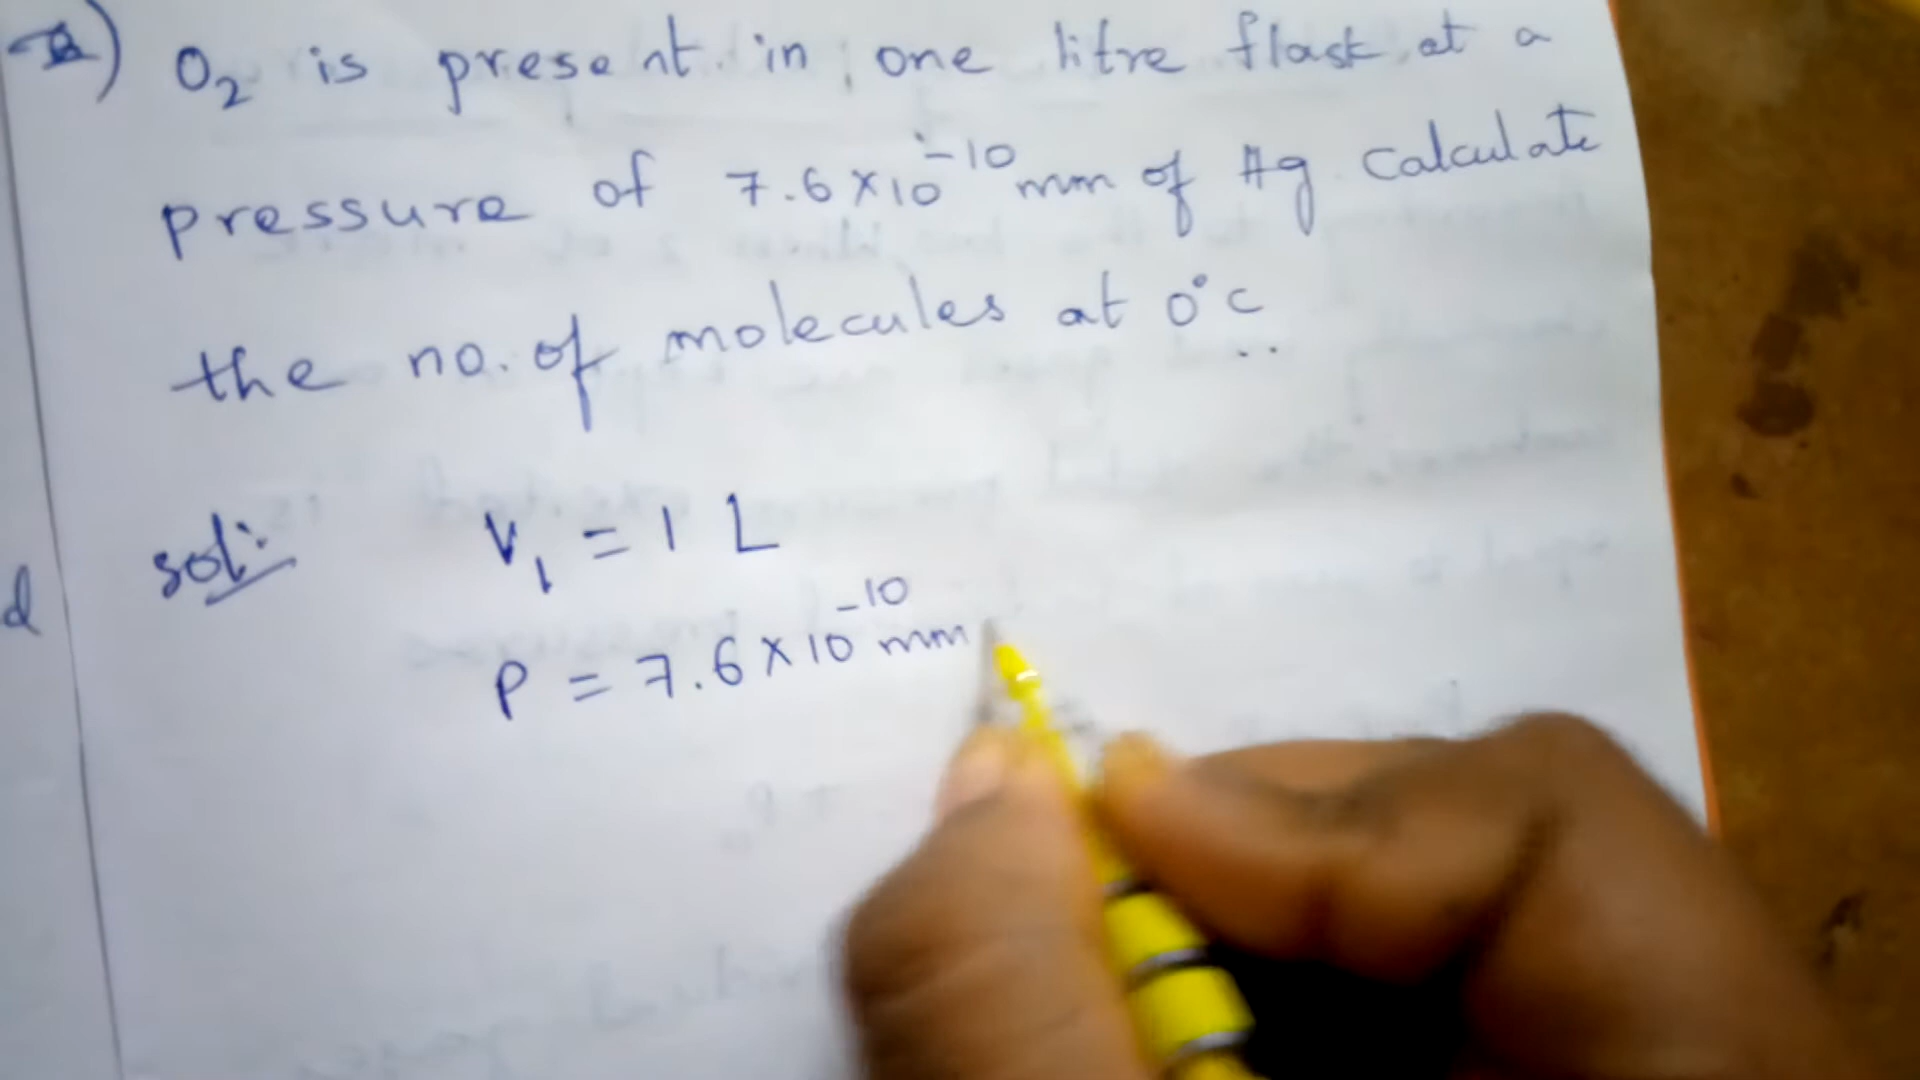 O₂ is present in one litre flask at a
pressure of 7.6×10⁻¹⁰ mm of Hg calculate
the no. of molecules at 0°c
sol:
V₁ = 1 L
P = 7.6×10⁻¹⁰ mm
d